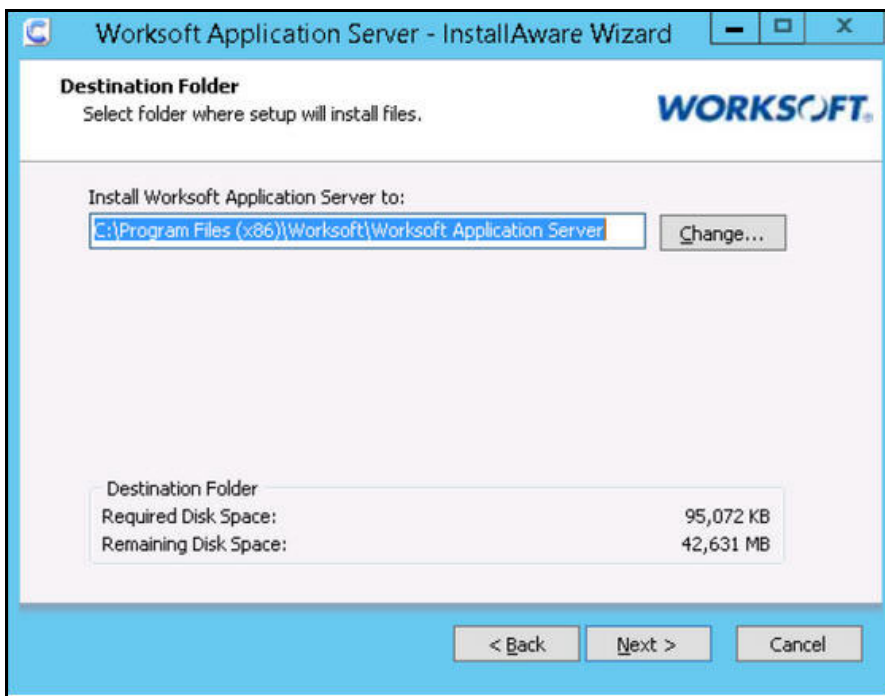 Worksoft Application Server - InstallAware Wizard
Destination Folder
Select folder where setup will install files.
WORKSOFT®
Install Worksoft Application Server to:
C:\Program Files (x86)\Worksoft\Worksoft Application Server
Change...
Destination Folder
Required Disk Space: 95,072 KB
Remaining Disk Space: 42,631 MB
< Back Next > Cancel